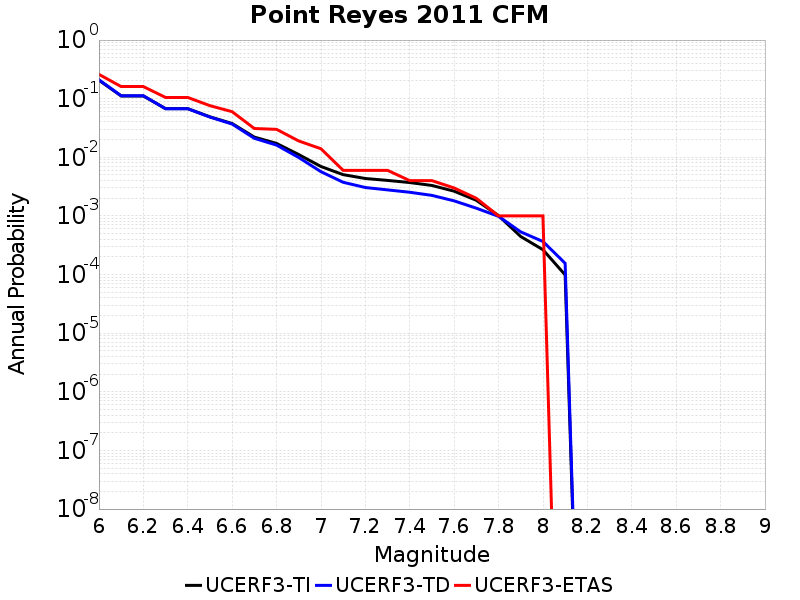 Point Reyes 2011 CFM
Annual Probability
10^0
10^-1
10^-2
10^-3
10^-4
10^-5
10^-6
10^-7
10^-8
6 6.2 6.4 6.6 6.8 7 7.2 7.4 7.6 7.8 8 8.2 8.4 8.6 8.8 9
Magnitude
UCERF3-TI UCERF3-TD UCERF3-ETAS